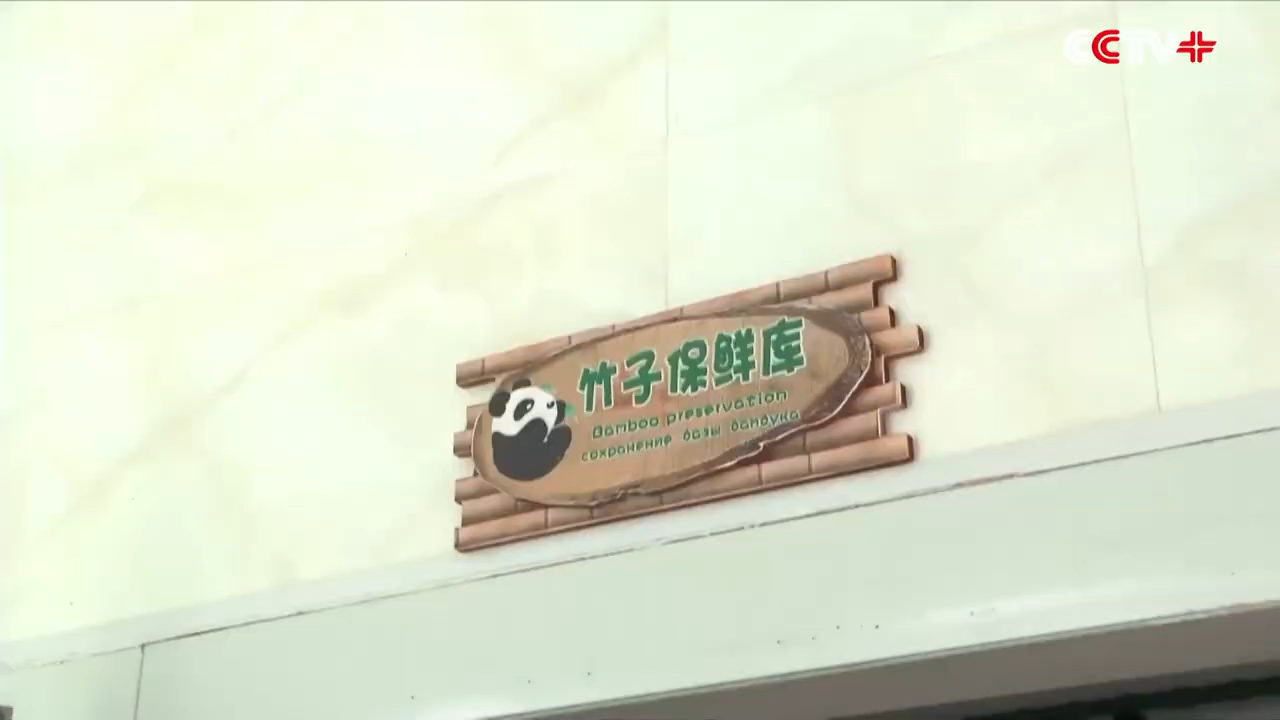 CCTV+
竹子保鲜库
Bamboo preservation
сохранение базы бамбука